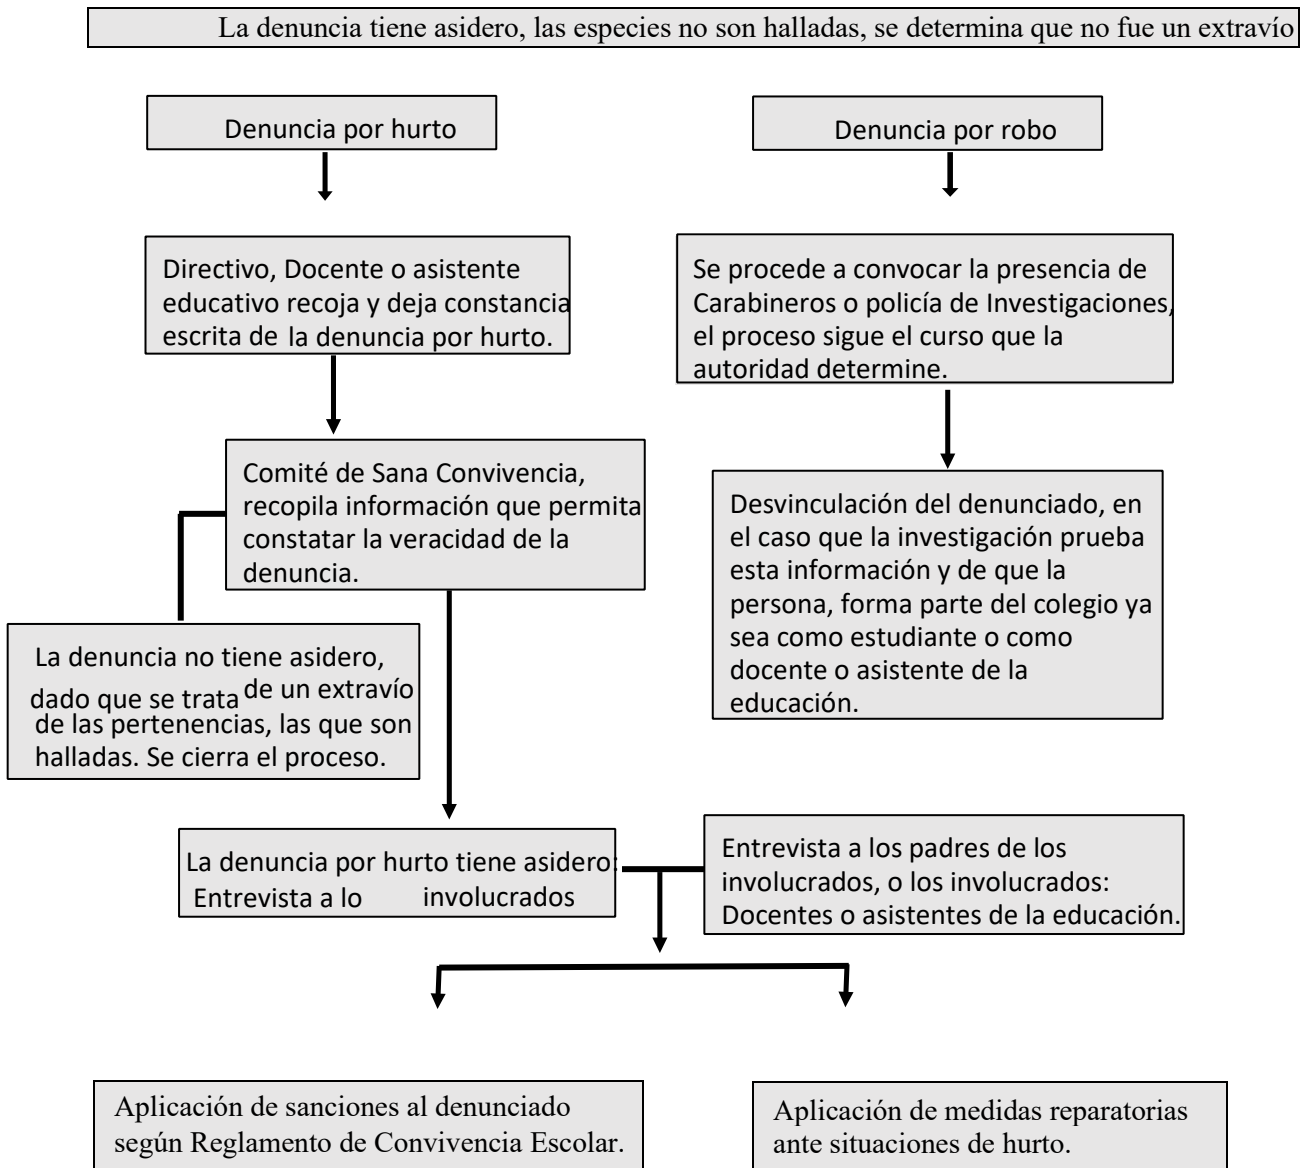 La denuncia tiene asidero, las especies no son halladas, se determina que no fue un extravío
Denuncia por hurto
Denuncia por robo
Directivo, Docente o asistente
educativo recoja y deja constancia
escrita de la denuncia por hurto.
Se procede a convocar la presencia de
Carabineros o policía de Investigaciones,
el proceso sigue el curso que la
autoridad determine.
Comité de Sana Convivencia,
recopila información que permita
constatar la veracidad de la
denuncia.
Desvinculación del denunciado, en
el caso que la investigación prueba
esta información y de que la
persona, forma parte del colegio ya
sea como estudiante o como
docente o asistente de la
educación.
La denuncia no tiene asidero,
dado que se trata de un extravío
de las pertenencias, las que son
halladas. Se cierra el proceso.
La denuncia por hurto tiene asidero:
Entrevista a lo involucrados
Entrevista a los padres de los
involucrados, o los involucrados:
Docentes o asistentes de la educación.
Aplicación de sanciones al denunciado
según Reglamento de Convivencia Escolar.
Aplicación de medidas reparatorias
ante situaciones de hurto.